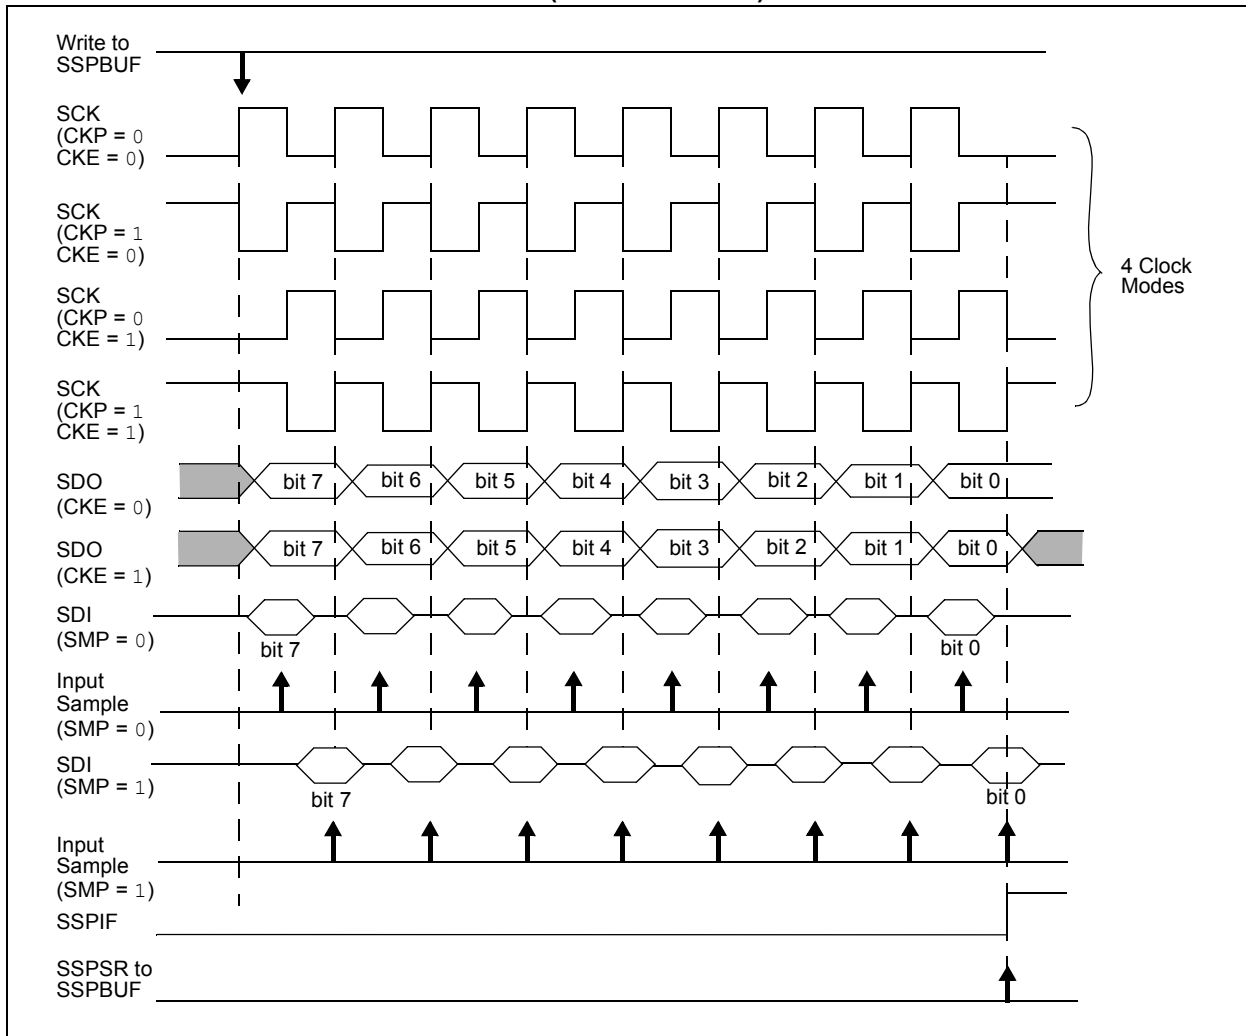 Write to
SSPBUF
SCK
(CKP = 0
CKE = 0)
SCK
(CKP = 1
CKE = 0)
4 Clock
Modes
SCK
(CKP = 0
CKE = 1)
SCK
(CKP = 1
CKE = 1)
SDO
(CKE = 0)
bit 7 bit 6 bit 5 bit 4 bit 3 bit 2 bit 1 bit 0
SDO
(CKE = 1)
bit 7 bit 6 bit 5 bit 4 bit 3 bit 2 bit 1 bit 0
SDI
(SMP = 0)
bit 7 bit 0
Input
Sample
(SMP = 0)
SDI
(SMP = 1)
bit 7 bit 0
Input
Sample
(SMP = 1)
SSPIF
SSPSR to
SSPBUF